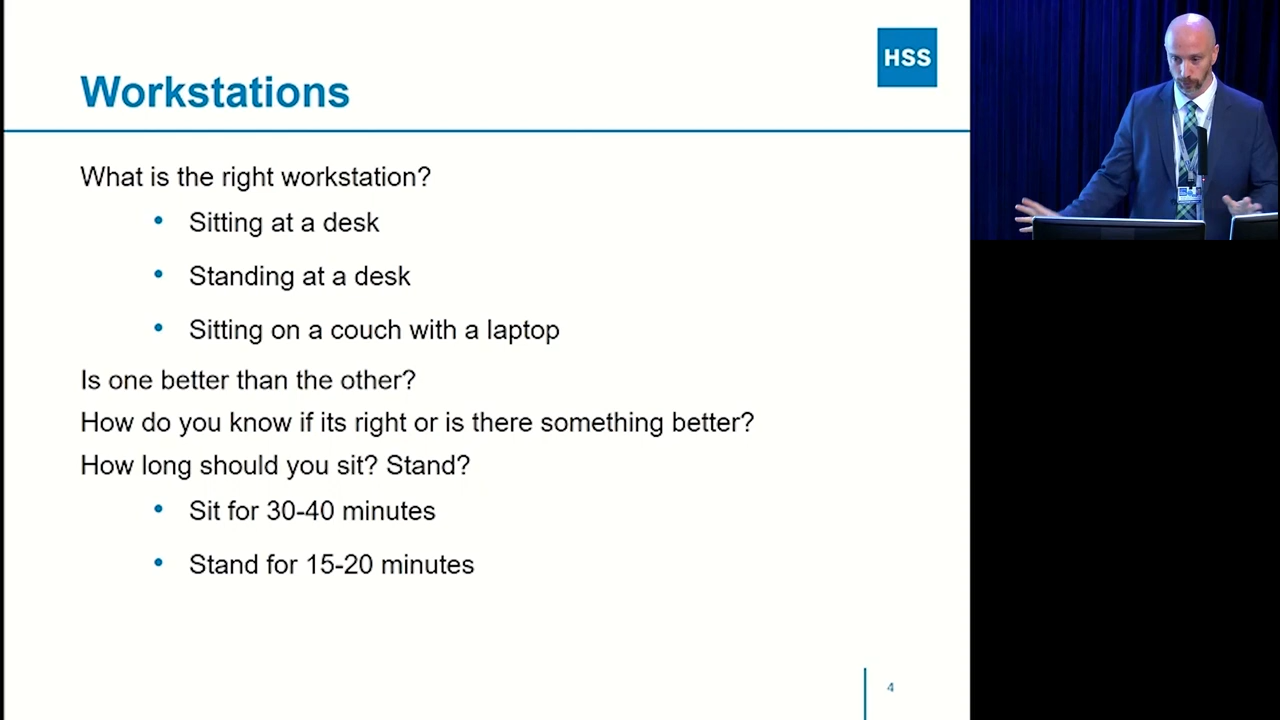 HSS
Workstations
What is the right workstation?
• Sitting at a desk
• Standing at a desk
• Sitting on a couch with a laptop
Is one better than the other?
How do you know if its right or is there something better?
How long should you sit? Stand?
• Sit for 30-40 minutes
• Stand for 15-20 minutes
4